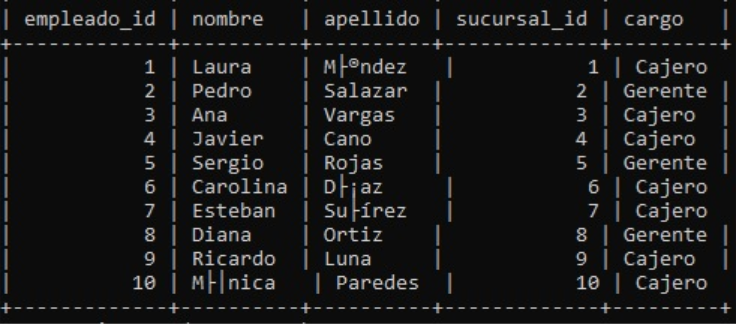 | empleado_id | nombre   | apellido | sucursal_id | cargo   |
+-------------+----------+----------+-------------+---------+
|           1 | Laura    | M├®ndez   |           1 | Cajero  |
|           2 | Pedro    | Salazar  |           2 | Gerente |
|           3 | Ana      | Vargas   |           3 | Cajero  |
|           4 | Javier   | Cano     |           4 | Cajero  |
|           5 | Sergio   | Rojas    |           5 | Gerente |
|           6 | Carolina | D├¡az     |           6 | Cajero  |
|           7 | Esteban  | Su├írez   |           7 | Cajero  |
|           8 | Diana    | Ortiz    |           8 | Gerente |
|           9 | Ricardo  | Luna     |           9 | Cajero  |
|          10 | M├│nica   | Paredes  |          10 | Cajero  |
+-------------+----------+----------+-------------+---------+